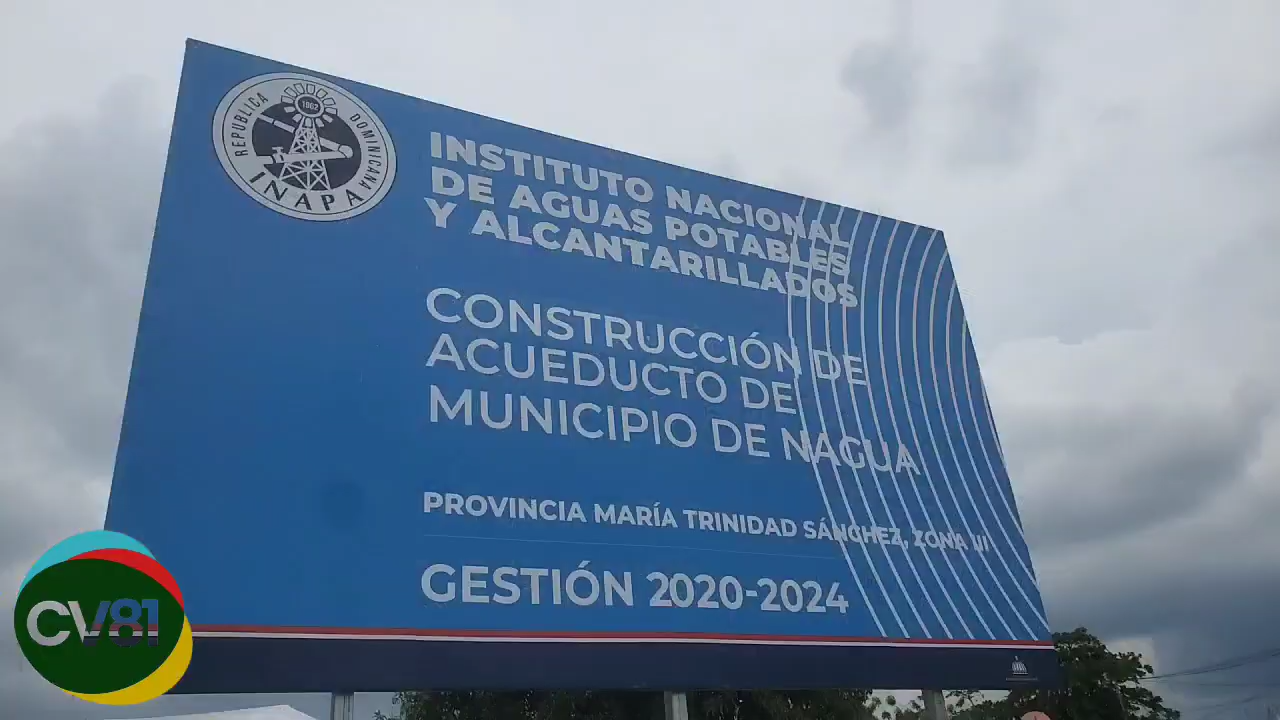 REPUBLICA DOMINICANA
1962
INAPA
INSTITUTO NACIONAL
DE AGUAS POTABLES
Y ALCANTARILLADOS
CONSTRUCCIÓN DE
ACUEDUCTO DE
MUNICIPIO DE NAGUA
PROVINCIA MARÍA TRINIDAD SÁNCHEZ, ZONA III
GESTIÓN 2020-2024
CV81